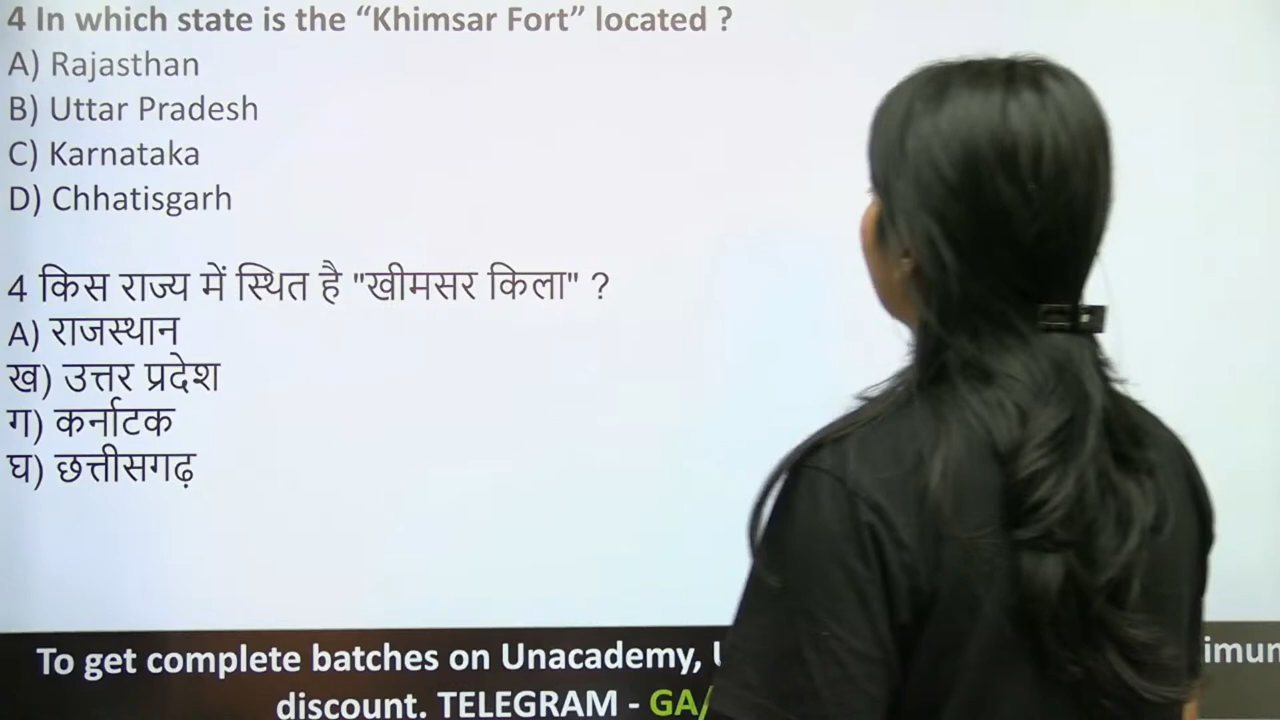 4 In which state is the “Khimsar Fort” located ?
A) Rajasthan
B) Uttar Pradesh
C) Karnataka
D) Chhatisgarh
4 किस राज्य में स्थित है "खीमसर किला" ?
A) राजस्थान
ख) उत्तर प्रदेश
ग) कर्नाटक
घ) छत्तीसगढ़
To get complete batches on Unacademy,
discount. TELEGRAM - GA/